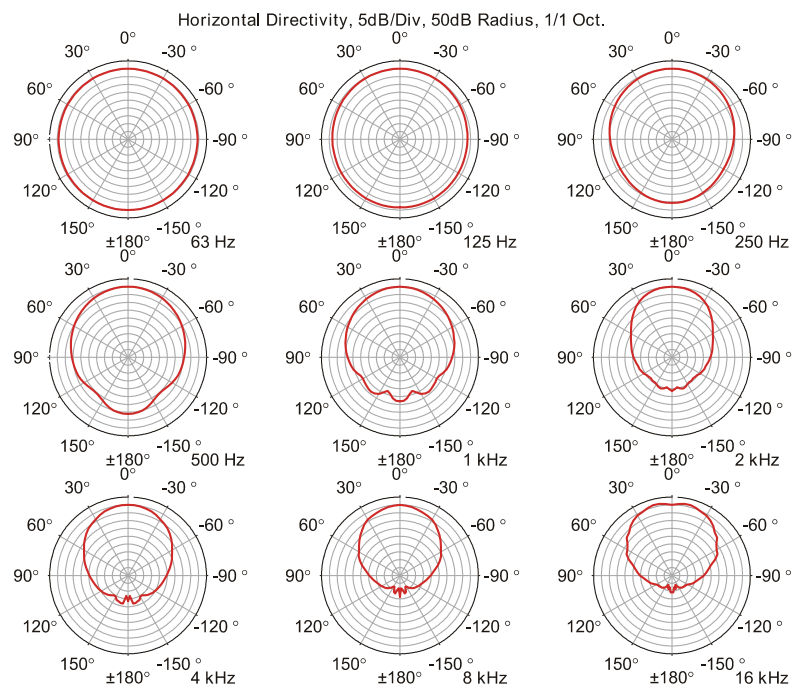 Horizontal Directivity, 5dB/Div, 50dB Radius, 1/1 Oct.
0° 0° 0°
30° -30 ° 30° -30 ° 30° -30 °
60° -60 ° 60° -60 ° 60° -60 °
90° -90 ° 90° -90 ° 90° -90 °
120° -120 ° 120° -120 ° 120° -120 °
150° -150 ° 150° -150 ° 150° -150 °
±180° 63 Hz ±180° 125 Hz ±180° 250 Hz
0° 0° 0°
30° -30 ° 30° -30 ° 30° -30 °
60° -60 ° 60° -60 ° 60° -60 °
90° -90 ° 90° -90 ° 90° -90 °
120° -120 ° 120° -120 ° 120° -120 °
150° -150 ° 150° -150 ° 150° -150 °
±180° 500 Hz ±180° 1 kHz ±180° 2 kHz
0° 0° 0°
30° -30 ° 30° -30 ° 30° -30 °
60° -60 ° 60° -60 ° 60° -60 °
90° -90 ° 90° -90 ° 90° -90 °
120° -120 ° 120° -120 ° 120° -120 °
150° -150 ° 150° -150 ° 150° -150 °
±180° 4 kHz ±180° 8 kHz ±180° 16 kHz